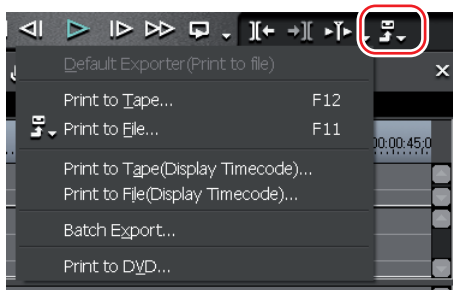 Default Exporter(Print to file)
Print to Tape... F12
Print to File... F11
00:00:45;0
Print to Tape(Display Timecode)...
Print to File(Display Timecode)...
Batch Export...
Print to DVD...